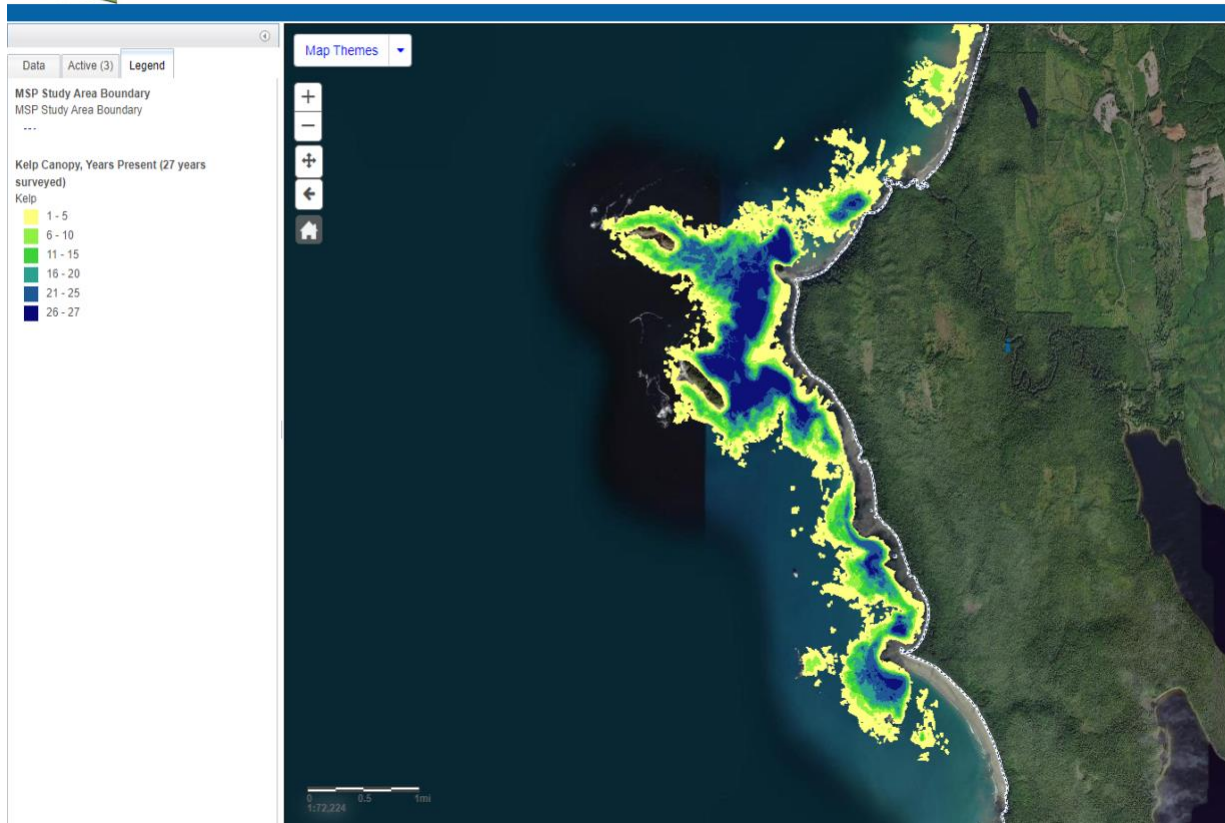 Data
Active (3)
Legend
MSP Study Area Boundary
MSP Study Area Boundary
Kelp Canopy, Years Present (27 years
surveyed)
Kelp
1 - 5
6 - 10
11 - 15
16 - 20
21 - 25
26 - 27
Map Themes
0 0.5 1mi
1:72,224